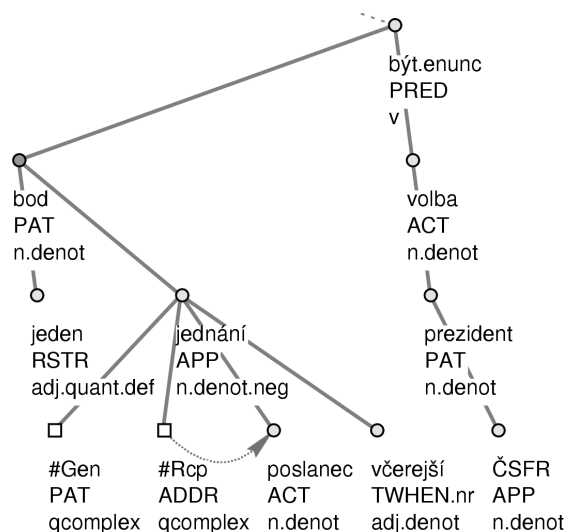 být.enunc
PRED
v
bod
PAT
n.denot
volba
ACT
n.denot
jeden
RSTR
adj.quant.def
jednání
APP
n.denot.neg
prezident
PAT
n.denot
#Gen
PAT
qcomplex
#Rcp
ADDR
qcomplex
poslanec
ACT
n.denot
včerejší
TWHEN.nr
adj.denot
ČSFR
APP
n.denot